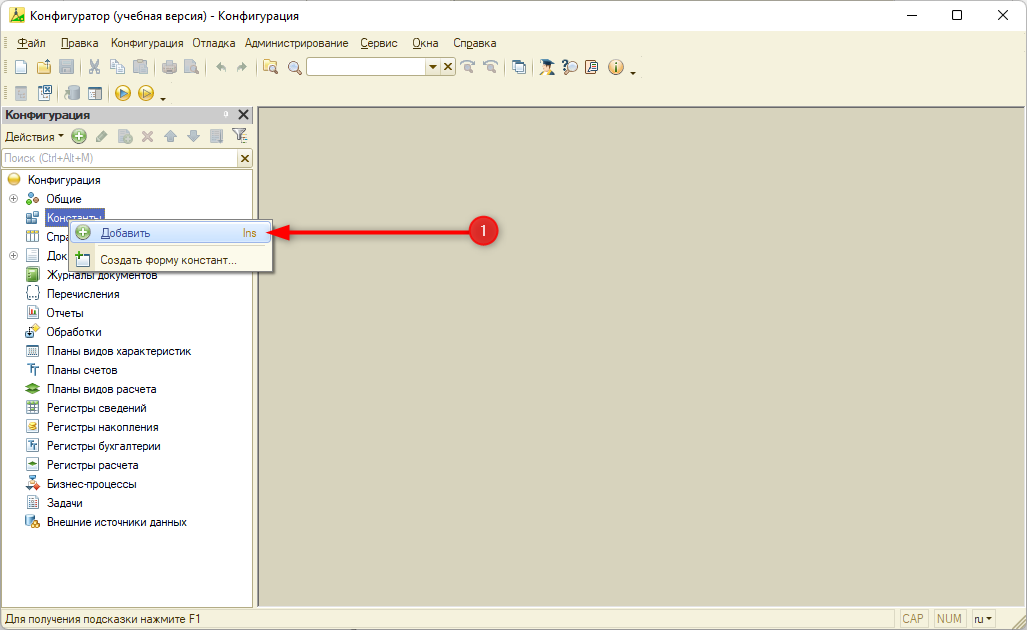 Конфигуратор (учебная версия) - Конфигурация
Файл Правка Конфигурация Отладка Администрирование Сервис Окна Справка
Конфигурация
Действия
Поиск (Ctrl+Alt+M)
Конфигурация
Общие
Константы
Спра
Добавить Ins
1
Док
Создать форму констант...
Журналы документов
Перечисления
Отчеты
Обработки
Планы видов характеристик
Планы счетов
Планы видов расчета
Регистры сведений
Регистры накопления
Регистры бухгалтерии
Регистры расчета
Бизнес-процессы
Задачи
Внешние источники данных
Для получения подсказки нажмите F1 CAP NUM ru